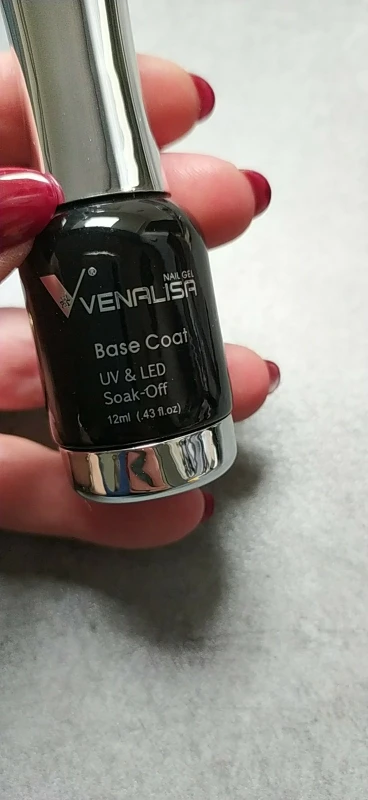 ®
NAIL GEL
VENALISA
Base Coat
UV & LED
Soak-Off
12ml (.43 fl.oz)